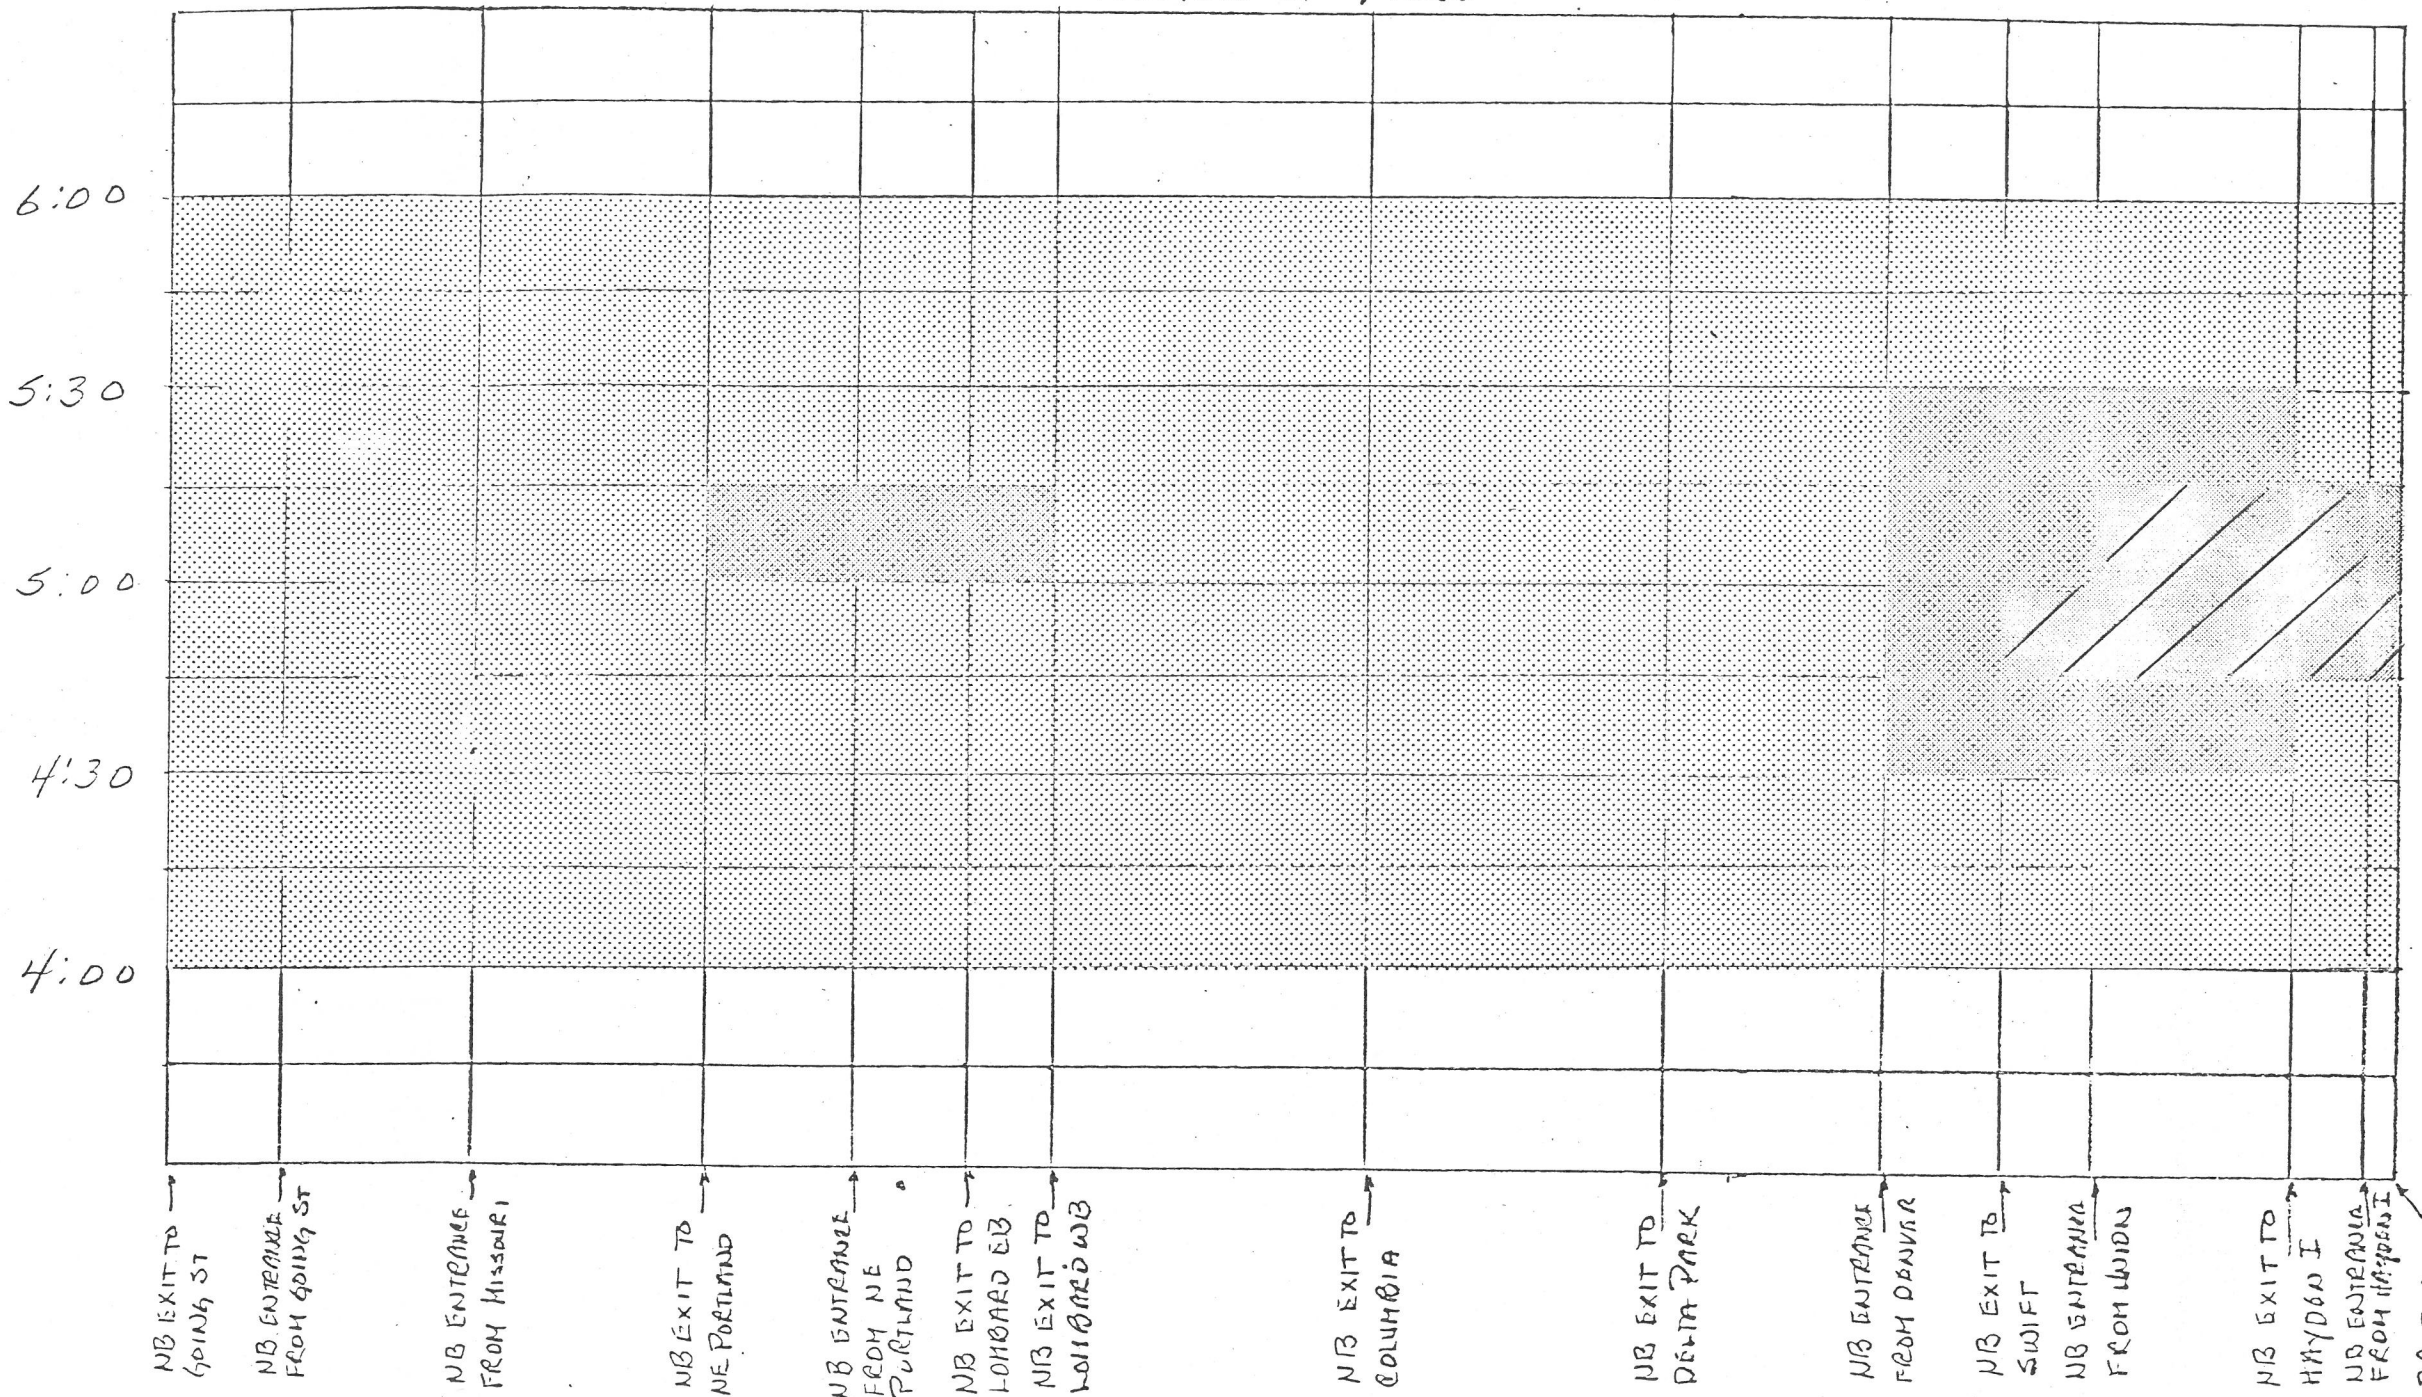 6:00
5:30
5:00
4:30
4:00
NB EXIT TO
GOING ST
NB ENTRANCE
FROM GOING ST
NB ENTRANCE
FROM MISSOURI
NB EXIT TO
NE PORTLAND
NB ENTRANCE
FROM NE
PORTLAND
NB EXIT TO
LOMBARD EB.
NB EXIT TO
LOMBARD WB
NB EXIT TO
COLUMBIA
NB EXIT TO
DELTA PARK
NB ENTRANCE
FROM DENVER
NB EXIT TO
SWIFT
NB ENTRANCE
FROM UNION
NB EXIT TO
HAYDEN I
NB ENTRANCE
FROM HAYDEN I